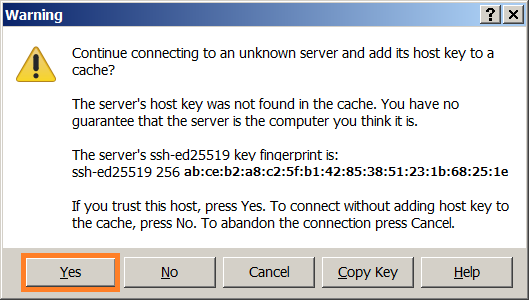 Warning
Continue connecting to an unknown server and add its host key to a
cache?
The server's host key was not found in the cache. You have no
guarantee that the server is the computer you think it is.
The server's ssh-ed25519 key fingerprint is:
ssh-ed25519 256 ab:ce:b2:a8:c2:5f:b1:42:85:38:51:23:1b:68:25:1e
If you trust this host, press Yes. To connect without adding host key to
the cache, press No. To abandon the connection press Cancel.
Yes No Cancel Copy Key Help